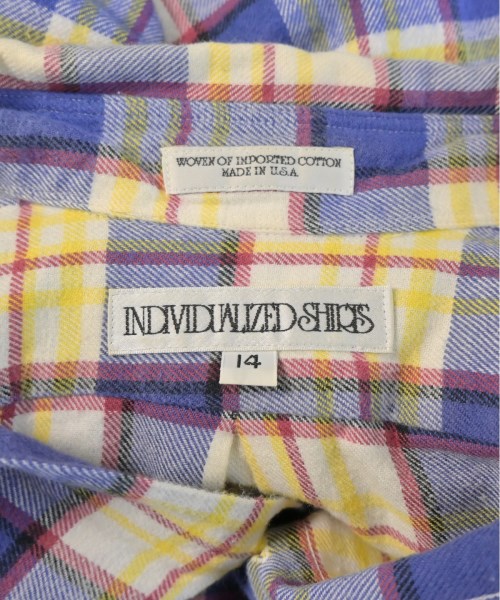 WOVEN OF IMPORTED COTTON
MADE IN U.S.A.
INDIVIDUALIZED SHIRTS
14